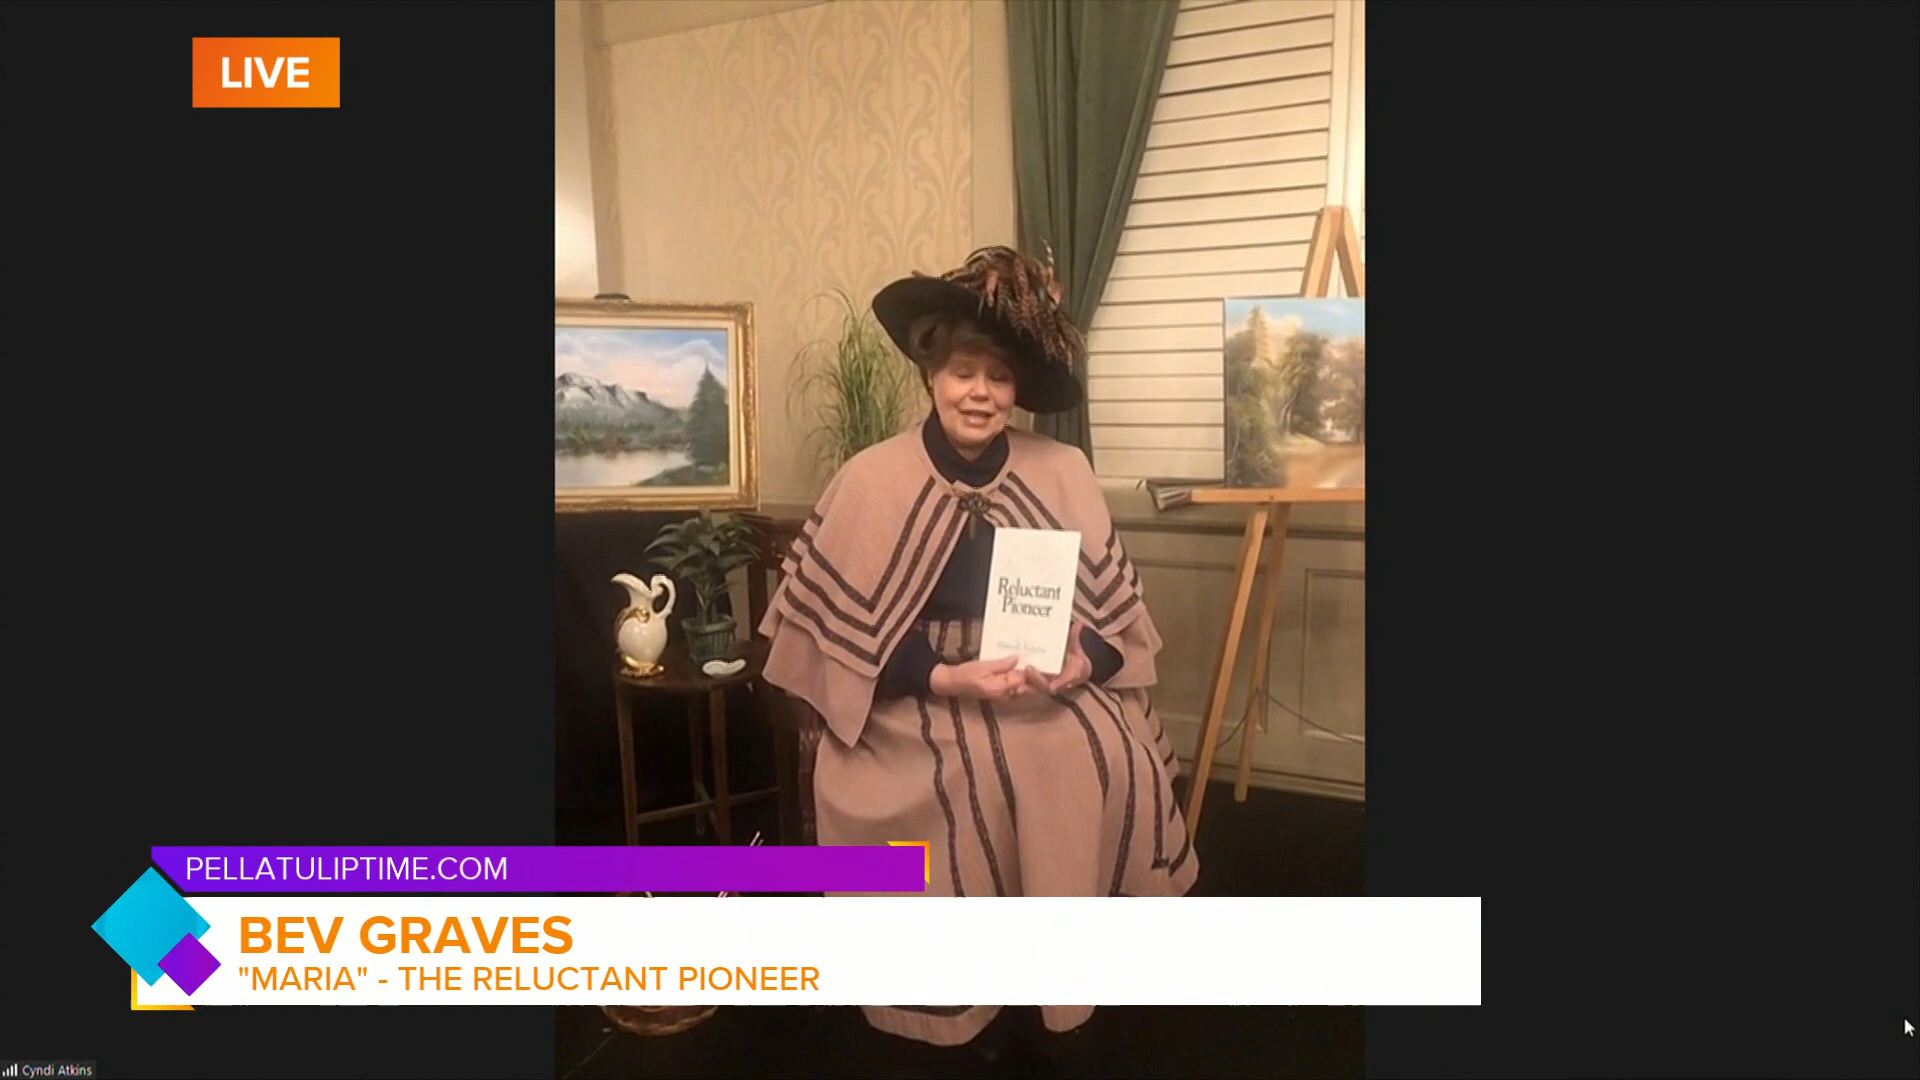 LIVE
Reluctant
Pioneer
PELLATULIPTIME.COM
BEV GRAVES
"MARIA" - THE RELUCTANT PIONEER
Cyndi Atkins